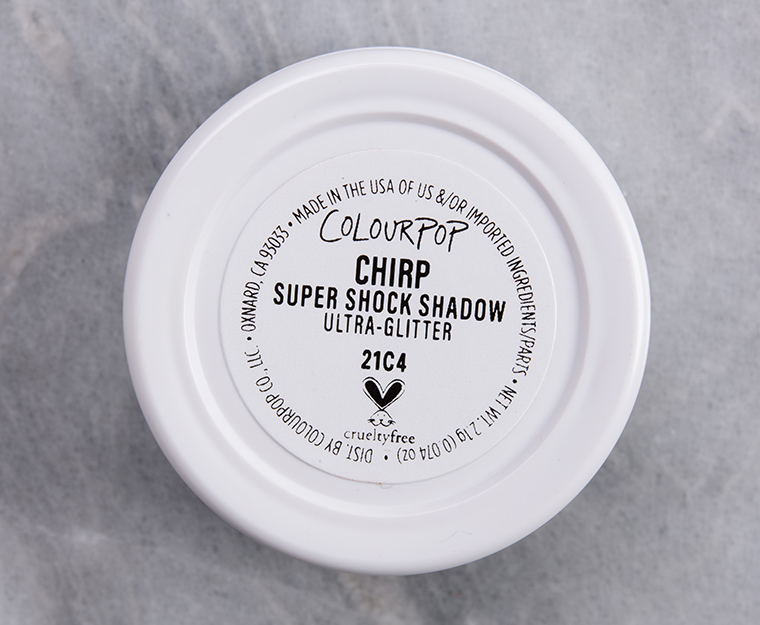 COLOURPOP
CHIRP
SUPER SHOCK SHADOW
ULTRA-GLITTER
21C4
crueltyfree
DIST. BY COLOURPOP CO, LLC. • OXNARD, CA 93033 • MADE IN THE USA OF US &/OR IMPORTED INGREDIENTS/PARTS • NET WT. 2.1g (0.074 oz) •